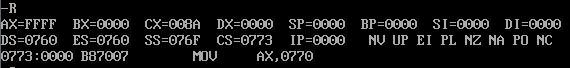 -R
AX=FFFF BX=0000 CX=008A DX=0000 SP=0000 BP=0000 SI=0000 DI=0000
DS=0760 ES=0760 SS=076F CS=0773 IP=0000 NV UP EI PL NZ NA PO NC
0773:0000 B87007 MOV AX,0770